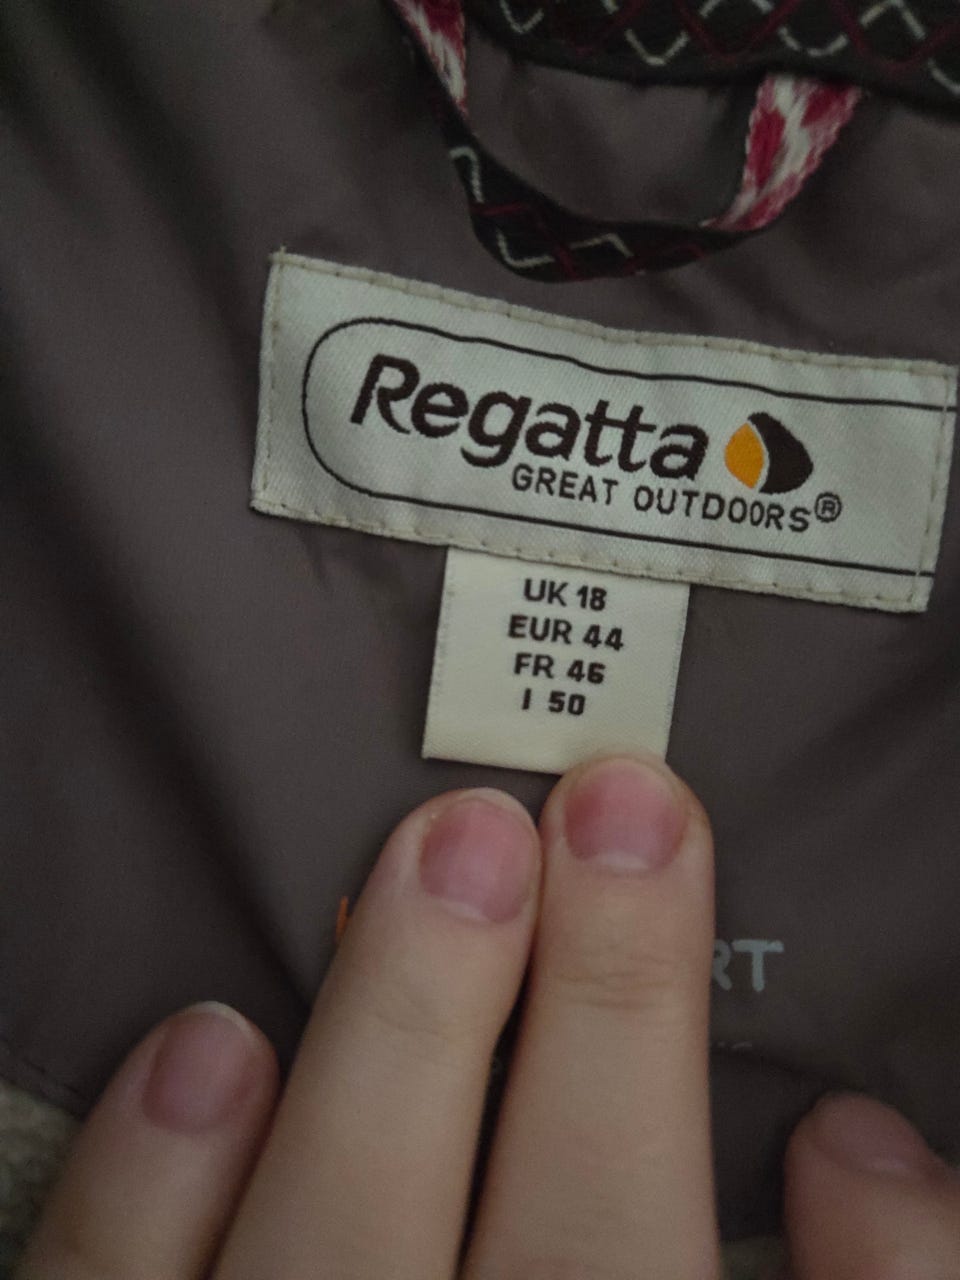 Regatta
GREAT OUTDOORS®
UK 18
EUR 44
FR 46
I 50